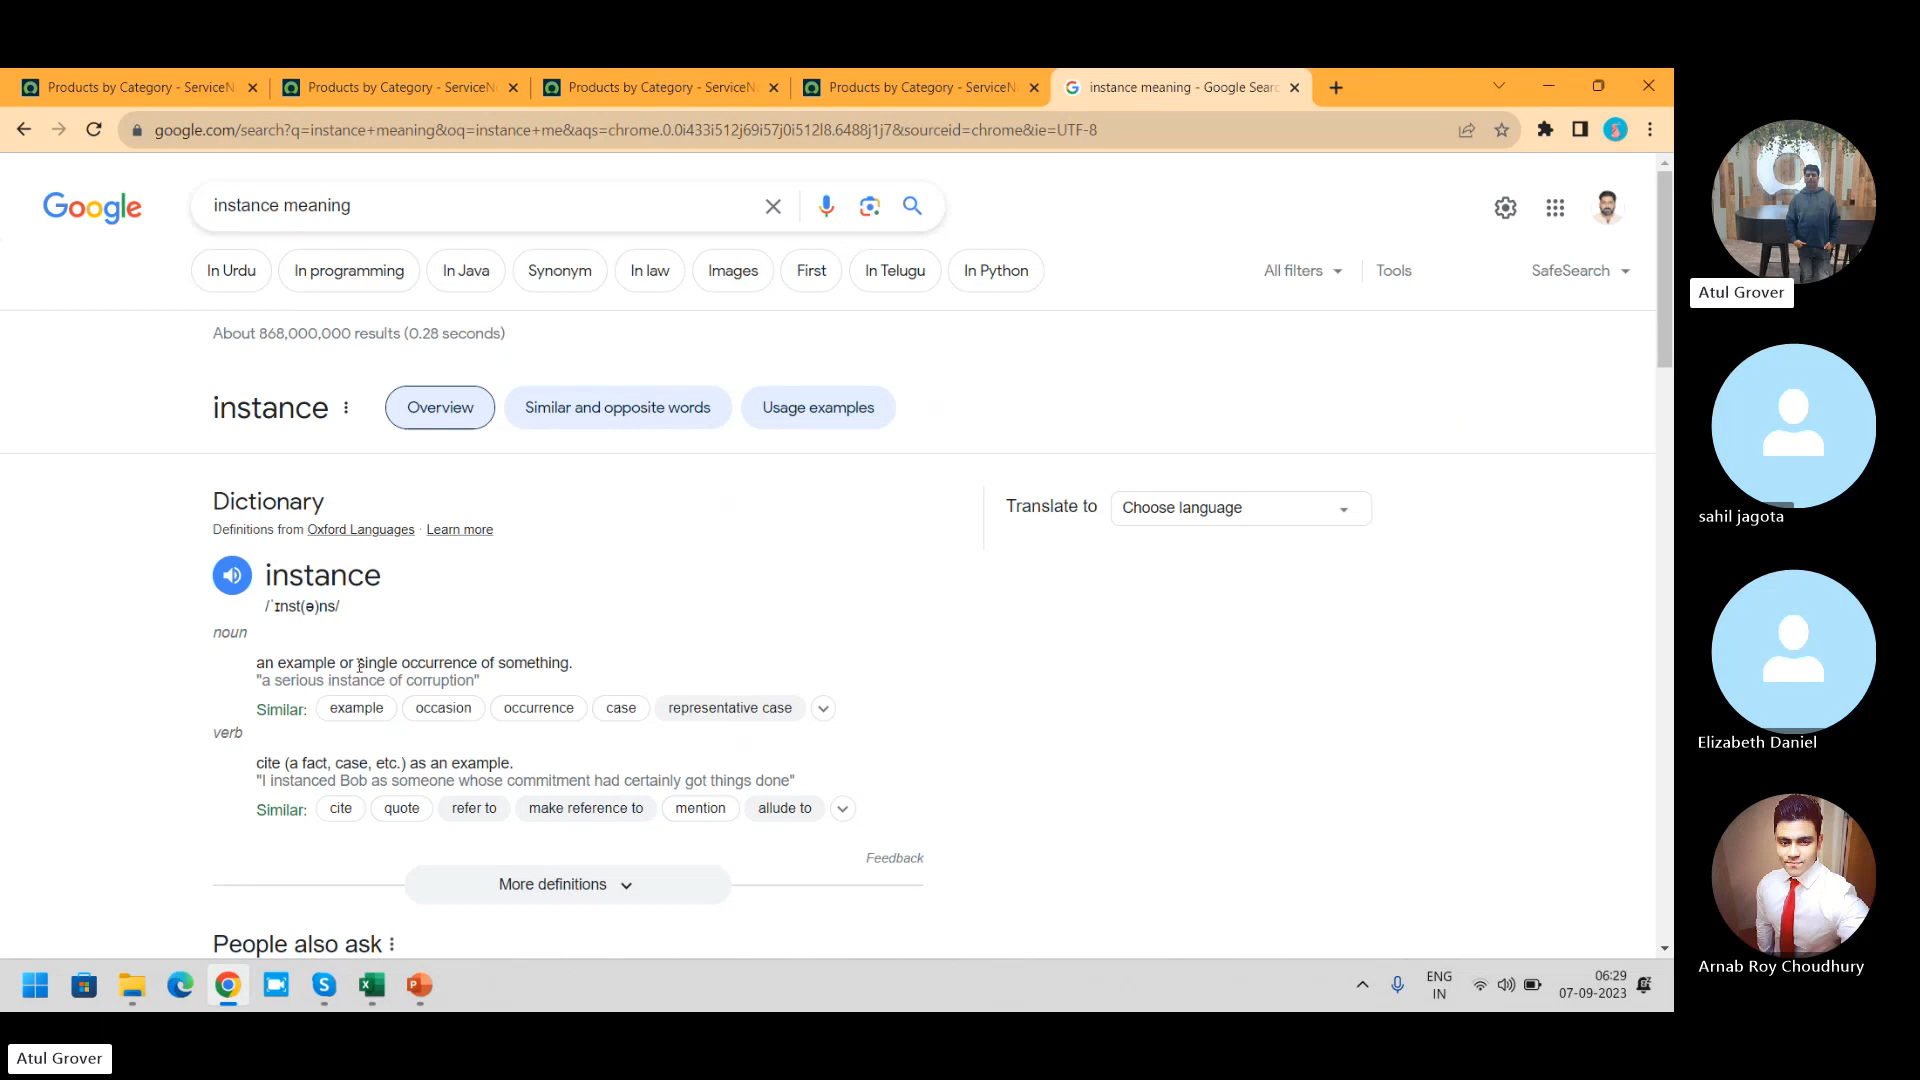 Products by Category - ServiceN
Products by Category - ServiceN
Products by Category - ServiceN
Products by Category - ServiceN
instance meaning - Google Searc
google.com/search?q=instance+meaning&oq=instance+me&aqs=chrome.0.0i433i512j69i57j0i512l8.6488j1j7&sourceid=chrome&ie=UTF-8
Google
instance meaning
In Urdu
In programming
In Java
Synonym
In law
Images
First
In Telugu
In Python
All filters
Tools
SafeSearch
About 868,000,000 results (0.28 seconds)
instance
Overview
Similar and opposite words
Usage examples
Dictionary
Definitions from Oxford Languages · Learn more
Translate to
Choose language
instance
/ˈɪnst(ə)ns/
noun
an example or single occurrence of something.
"a serious instance of corruption"
Similar:
example
occasion
occurrence
case
representative case
verb
cite (a fact, case, etc.) as an example.
"I instanced Bob as someone whose commitment had certainly got things done"
Similar:
cite
quote
refer to
make reference to
mention
allude to
Feedback
More definitions
People also ask
ENG
IN
06:29
07-09-2023
Atul Grover
sahil jagota
Elizabeth Daniel
Arnab Roy Choudhury
Atul Grover